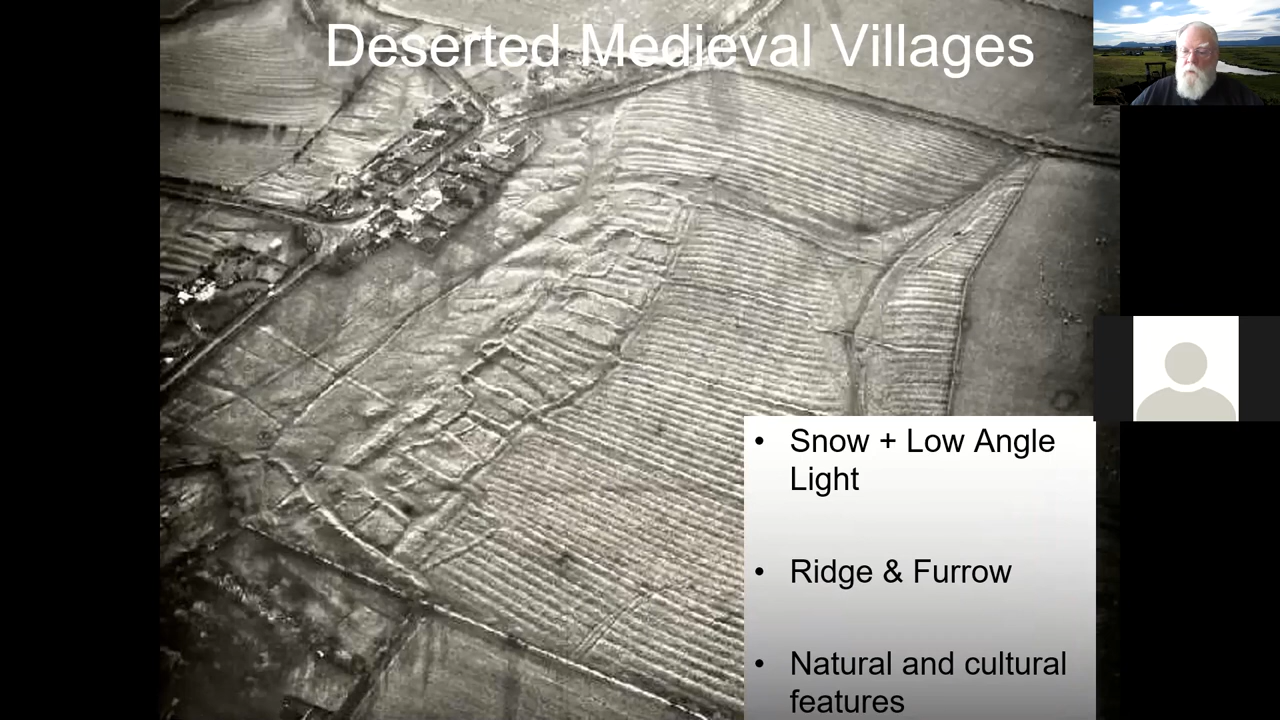 Deserted Medieval Villages
• Snow + Low Angle
Light
• Ridge & Furrow
• Natural and cultural
features